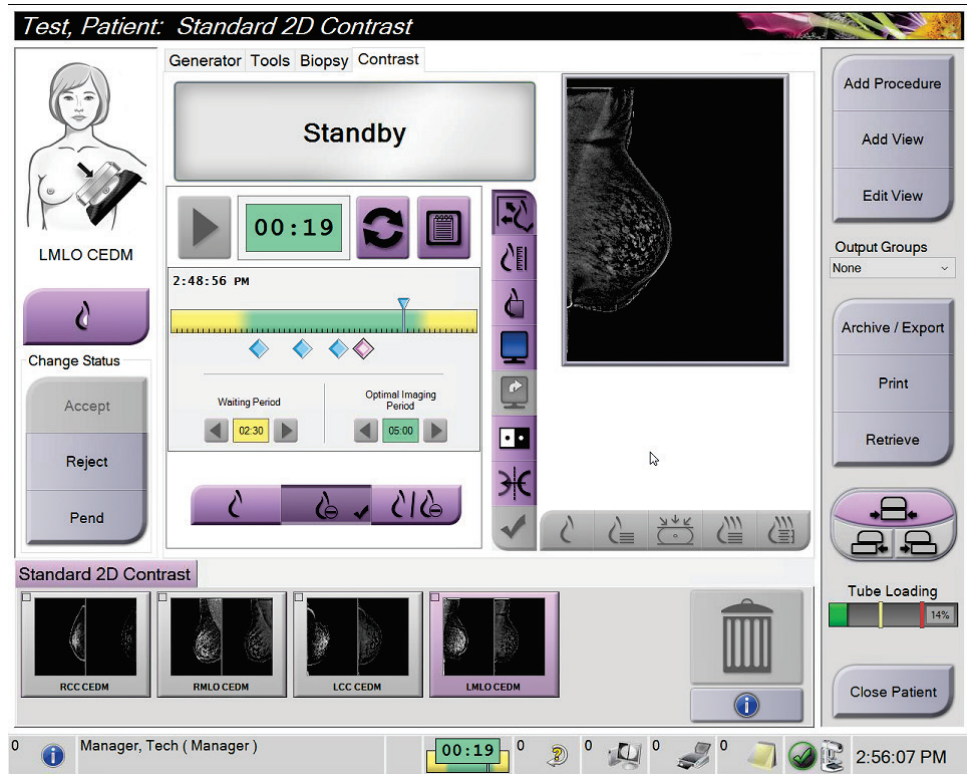 Test, Patient: Standard 2D Contrast
Generator Tools Biopsy Contrast
Standby
00:19
2:48:56 PM
Waiting Period
02:30
Optimal Imaging
Period
05:00
LMLO CEDM
Change Status
Accept
Reject
Pend
Add Procedure
Add View
Edit View
Output Groups
None
Archive / Export
Print
Retrieve
Tube Loading
14%
Close Patient
Standard 2D Contrast
RCC CEDM
RMLO CEDM
LCC CEDM
LMLO CEDM
0
Manager, Tech ( Manager )
00:19
0
0
0
0
2:56:07 PM